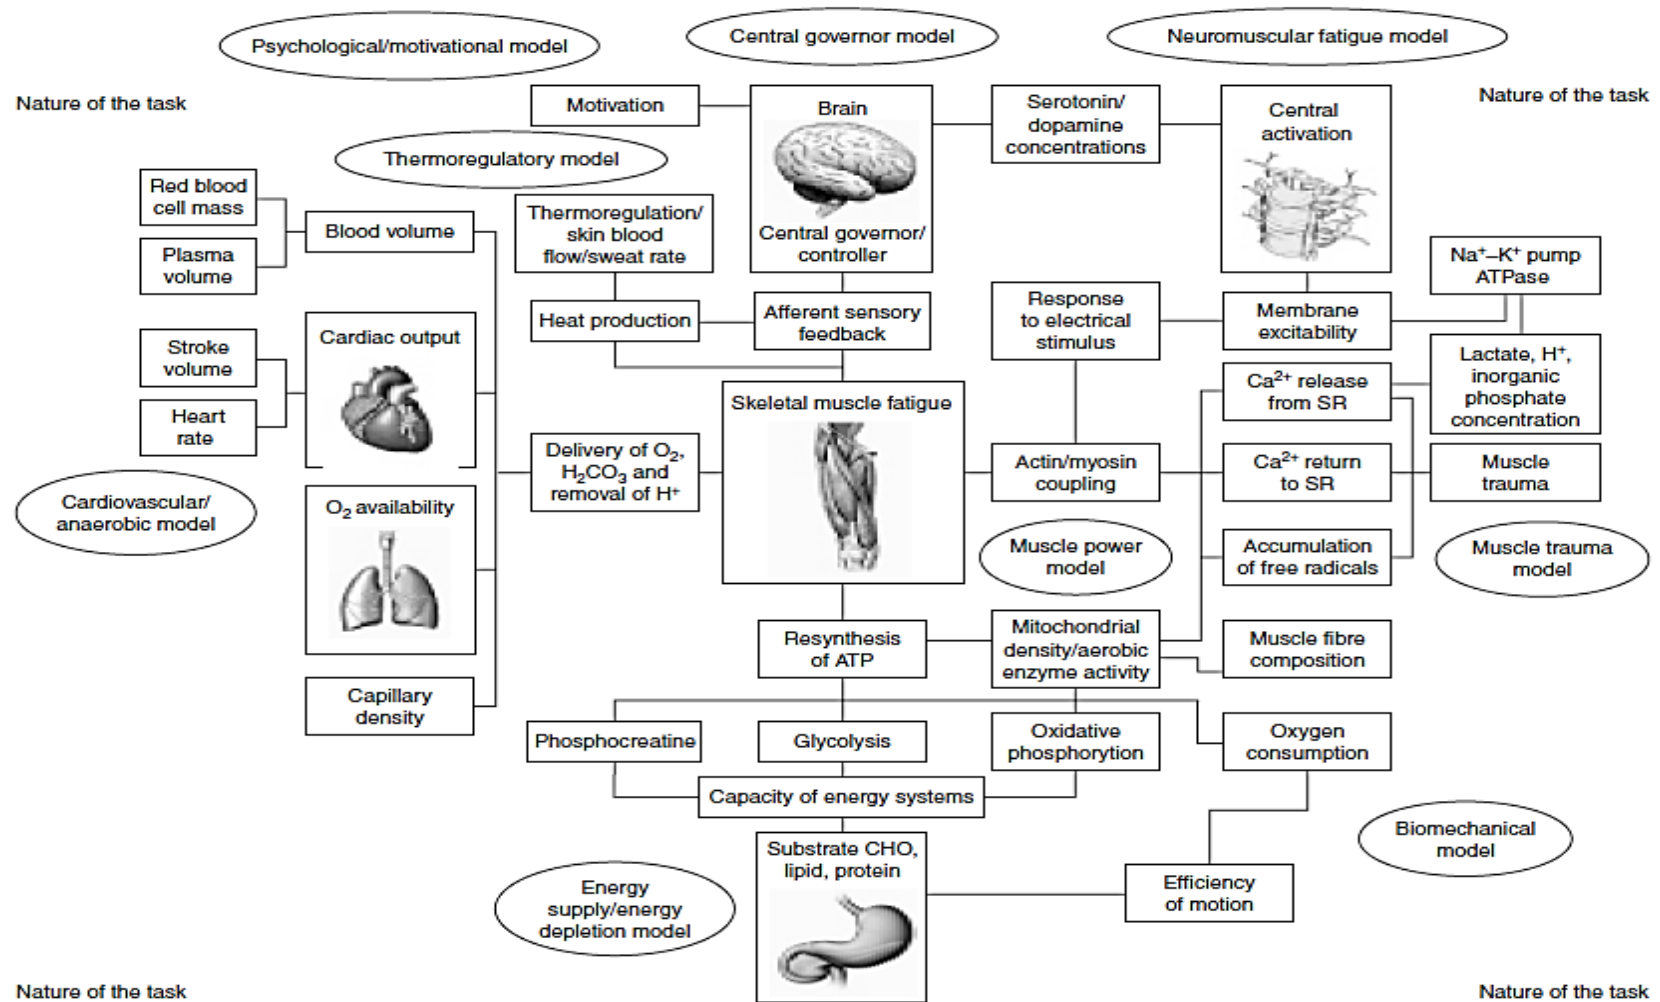 Psychological/motivational model
Central governor model
Neuromuscular fatigue model
Nature of the task
Nature of the task
Motivation
Brain
Central governor/
controller
Serotonin/
dopamine
concentrations
Central
activation
Thermoregulatory model
Red blood
cell mass
Plasma
volume
Blood volume
Thermoregulation/
skin blood
flow/sweat rate
Heat production
Afferent sensory
feedback
Response
to electrical
stimulus
Membrane
excitability
Na⁺–K⁺ pump
ATPase
Stroke
volume
Heart
rate
Cardiac output
Skeletal muscle fatigue
Ca²⁺ release
from SR
Lactate, H⁺,
inorganic
phosphate
concentration
Delivery of O₂,
H₂CO₃ and
removal of H⁺
Actin/myosin
coupling
Ca²⁺ return
to SR
Muscle
trauma
Cardiovascular/
anaerobic model
O₂ availability
Muscle power
model
Accumulation
of free radicals
Muscle trauma
model
Capillary
density
Resynthesis
of ATP
Mitochondrial
density/aerobic
enzyme activity
Muscle fibre
composition
Phosphocreatine
Glycolysis
Oxidative
phosphorytion
Oxygen
consumption
Capacity of energy systems
Biomechanical
model
Substrate CHO,
lipid, protein
Energy
supply/energy
depletion model
Efficiency
of motion
Nature of the task
Nature of the task